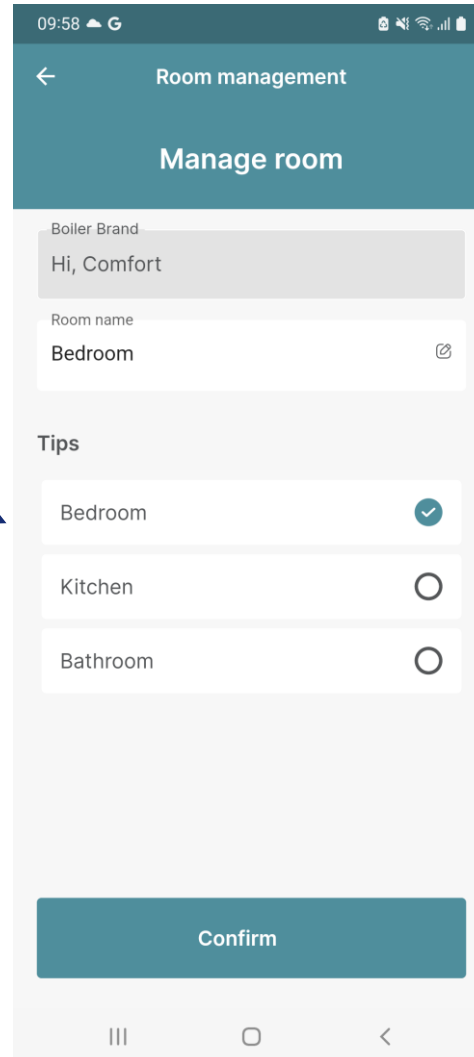 09:58 G
Room management
Manage room
Boiler Brand
Hi, Comfort
Room name
Bedroom
Tips
Bedroom
Kitchen
Bathroom
Confirm